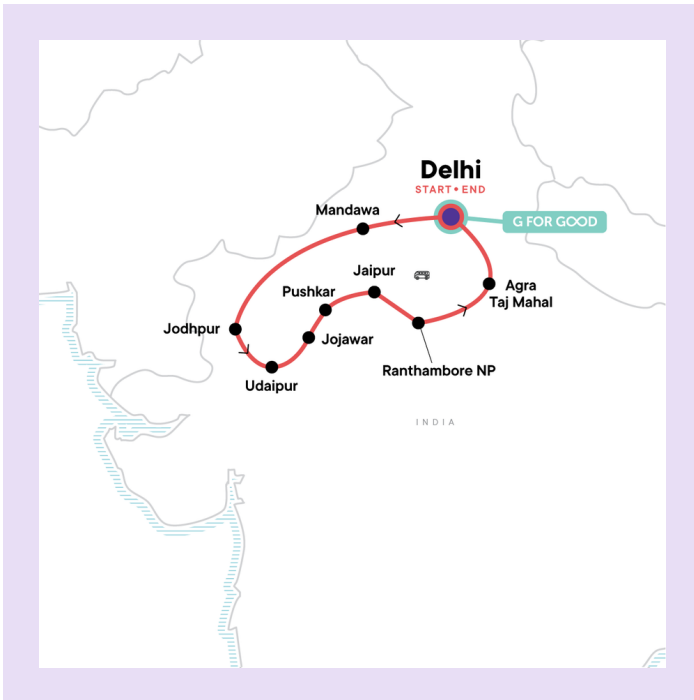 Delhi
START • END
G FOR GOOD
Mandawa
Jaipur
Agra
Taj Mahal
Pushkar
Jodhpur
Jojawar
Ranthambore NP
Udaipur
INDIA